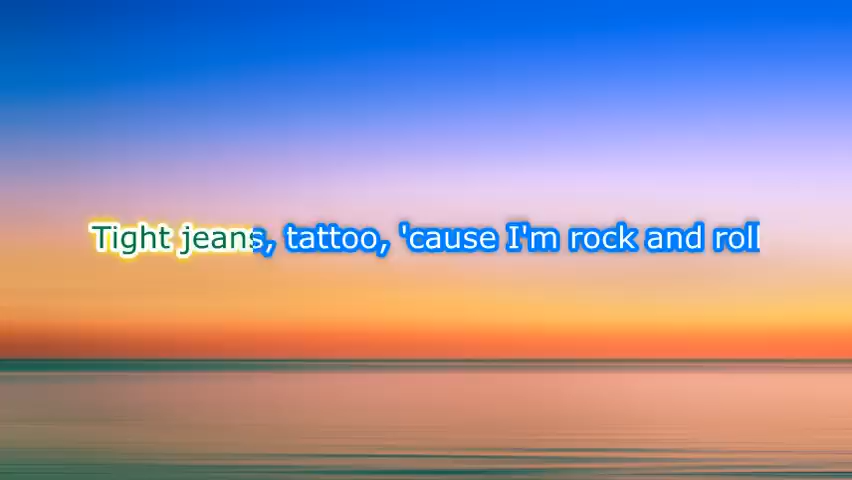 Tight jeans, tattoo, 'cause I'm rock and roll